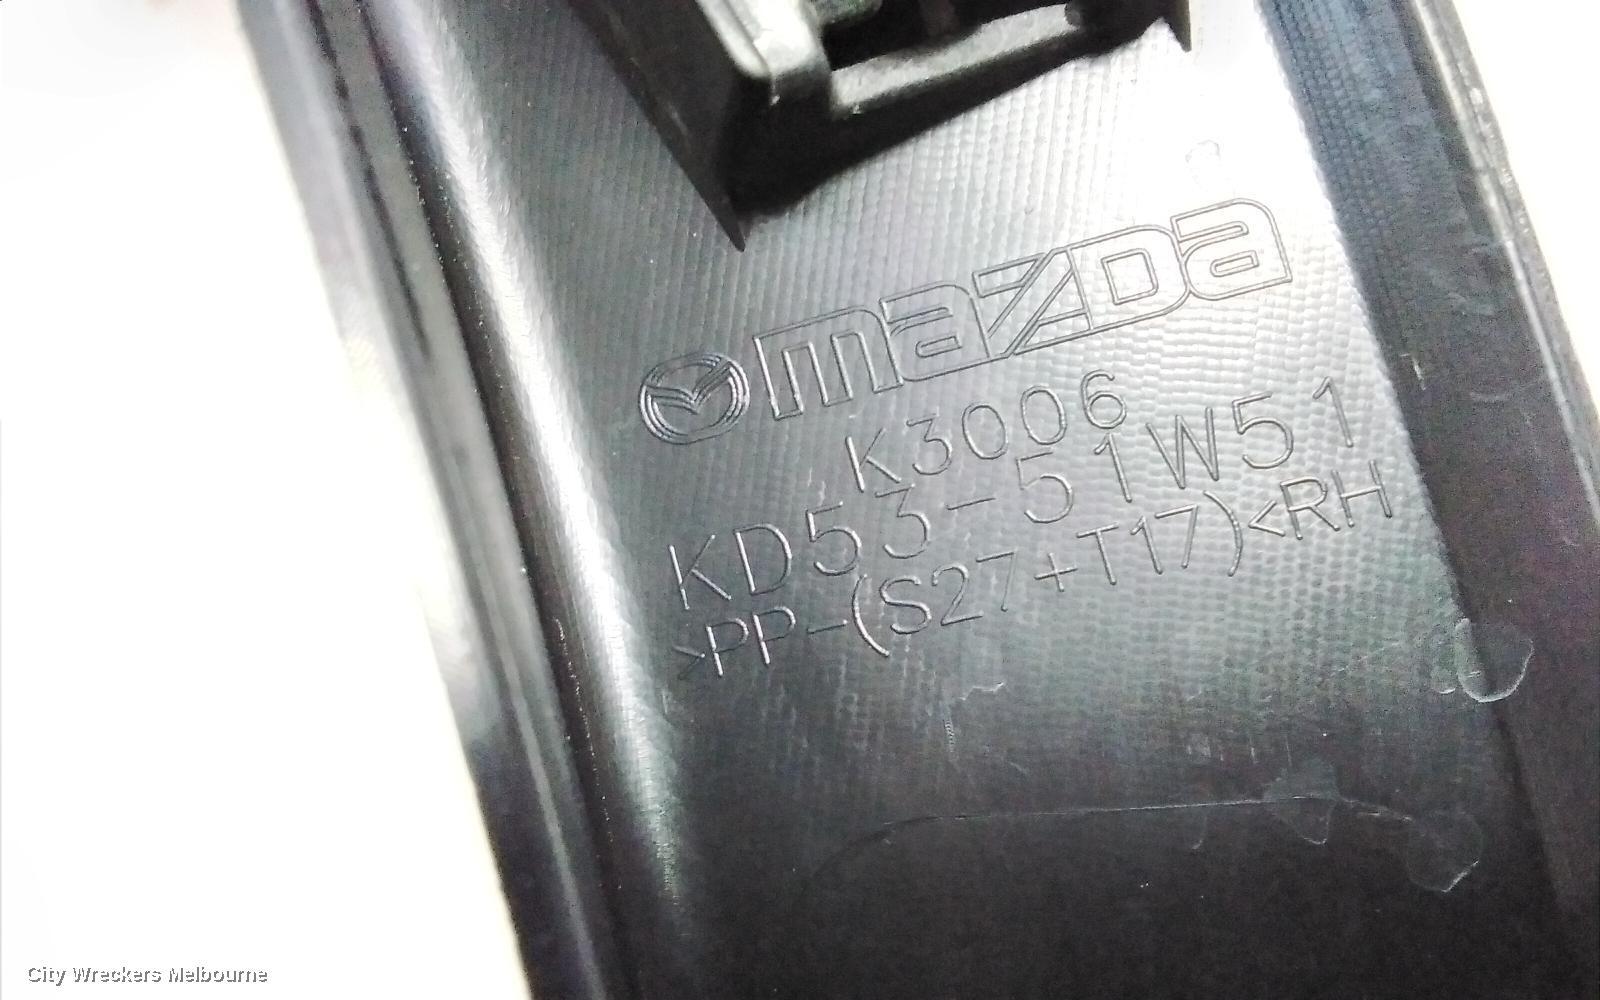 mazda
K3006
KD53-51W51
>PP-(S27+T17)<RH
City Wreckers Melbourne